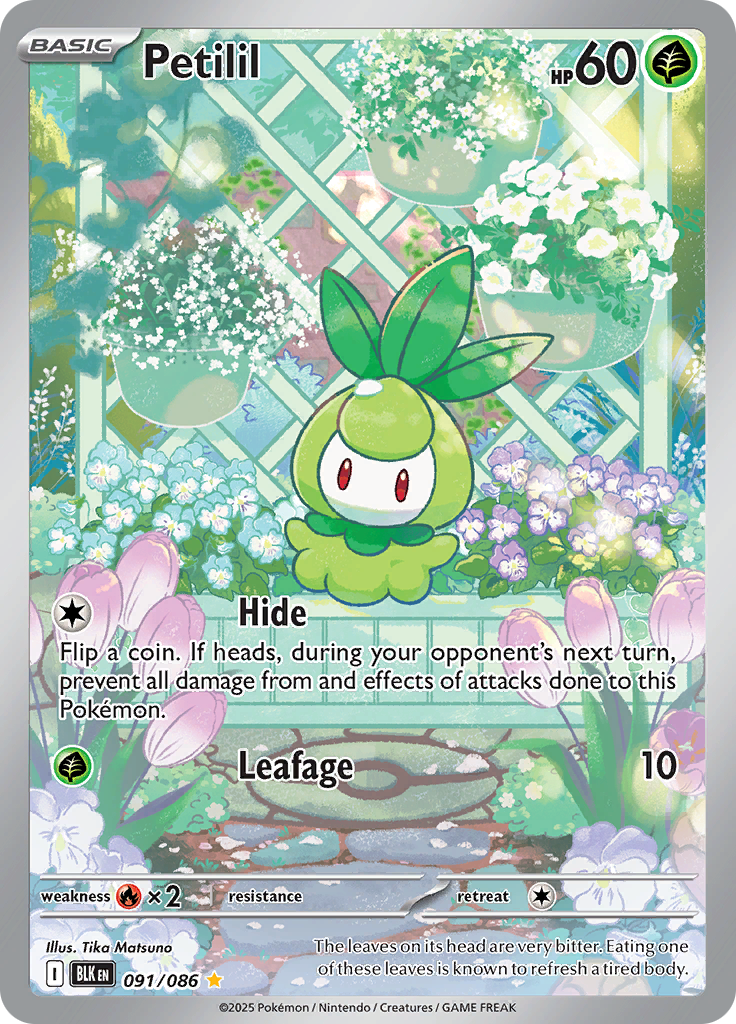 BASIC
Petilil
HP 60
Hide
Flip a coin. If heads, during your opponent's next turn,
prevent all damage from and effects of attacks done to this
Pokémon.
Leafage 10
weakness ×2 resistance retreat
Illus. Tika Matsuno
The leaves on its head are very bitter. Eating one
of these leaves is known to refresh a tired body.
I BLK EN 091/086
©2025 Pokémon / Nintendo / Creatures / GAME FREAK